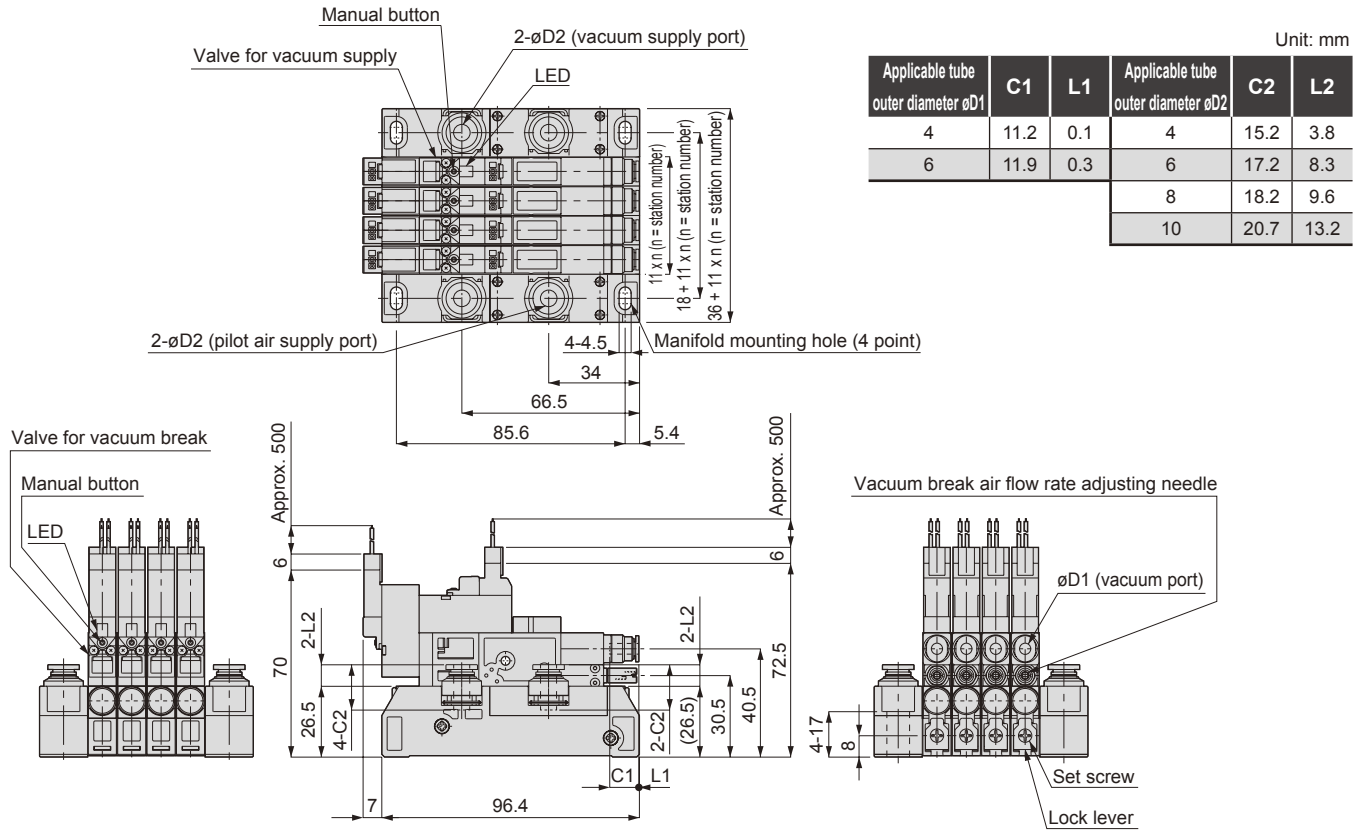 Manual button
2-øD2 (vacuum supply port)
Valve for vacuum supply
LED
11 x n (n = station number)
18 + 11 x n (n = station number)
36 + 11 x n (n = station number)
2-øD2 (pilot air supply port)
4-4.5
Manifold mounting hole (4 point)
34
66.5
85.6
5.4
Unit: mm
Applicable tube outer diameter øD1 C1 L1 Applicable tube outer diameter øD2 C2 L2
4 11.2 0.1 4 15.2 3.8
6 11.9 0.3 6 17.2 8.3
8 18.2 9.6
10 20.7 13.2
Valve for vacuum break
Manual button
LED
Approx. 500
6
70
2-L2
26.5
4-C2
7
96.4
C1
L1
Approx. 500
6
2-L2
72.5
2-C2
(26.5)
30.5
40.5
Vacuum break air flow rate adjusting needle
øD1 (vacuum port)
4-17
8
Set screw
Lock lever